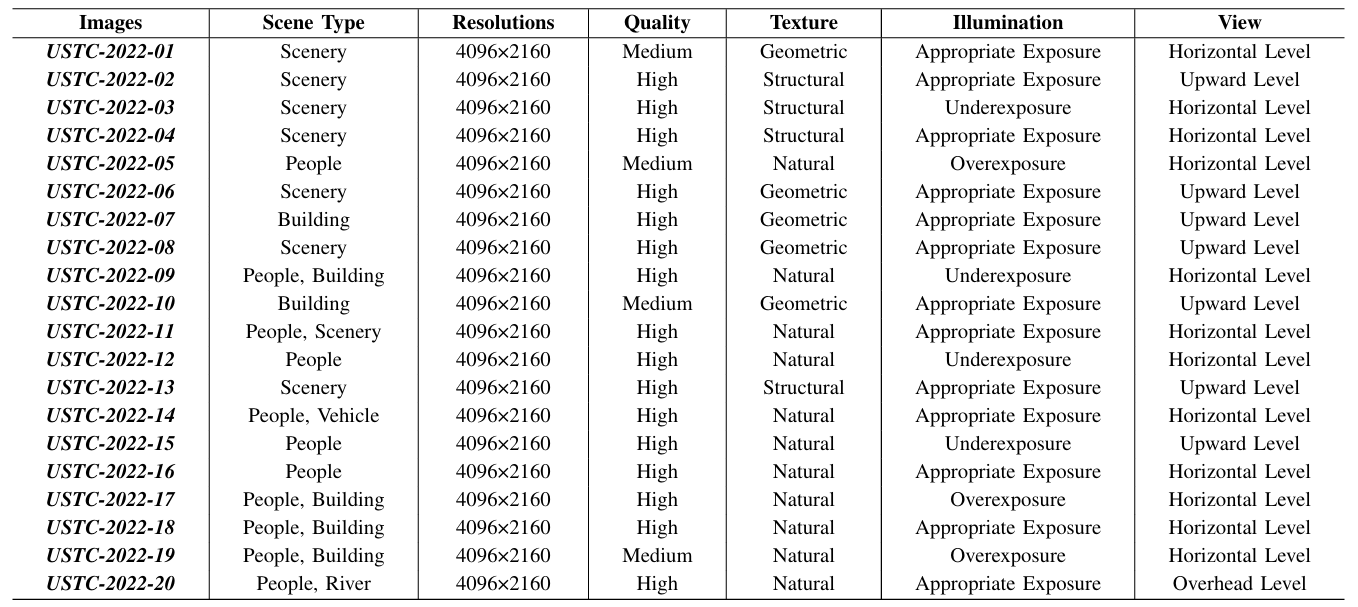 Images Scene Type Resolutions Quality Texture Illumination View
USTC-2022-01 Scenery 4096×2160 Medium Geometric Appropriate Exposure Horizontal Level
USTC-2022-02 Scenery 4096×2160 High Structural Appropriate Exposure Upward Level
USTC-2022-03 Scenery 4096×2160 High Structural Underexposure Horizontal Level
USTC-2022-04 Scenery 4096×2160 High Structural Appropriate Exposure Horizontal Level
USTC-2022-05 People 4096×2160 Medium Natural Overexposure Horizontal Level
USTC-2022-06 Scenery 4096×2160 High Geometric Appropriate Exposure Upward Level
USTC-2022-07 Building 4096×2160 High Geometric Appropriate Exposure Upward Level
USTC-2022-08 Scenery 4096×2160 High Geometric Appropriate Exposure Upward Level
USTC-2022-09 People, Building 4096×2160 High Natural Underexposure Horizontal Level
USTC-2022-10 Building 4096×2160 Medium Geometric Appropriate Exposure Upward Level
USTC-2022-11 People, Scenery 4096×2160 High Natural Appropriate Exposure Horizontal Level
USTC-2022-12 People 4096×2160 High Natural Underexposure Horizontal Level
USTC-2022-13 Scenery 4096×2160 High Structural Appropriate Exposure Upward Level
USTC-2022-14 People, Vehicle 4096×2160 High Natural Appropriate Exposure Horizontal Level
USTC-2022-15 People 4096×2160 High Natural Underexposure Upward Level
USTC-2022-16 People 4096×2160 High Natural Appropriate Exposure Horizontal Level
USTC-2022-17 People, Building 4096×2160 High Natural Overexposure Horizontal Level
USTC-2022-18 People, Building 4096×2160 High Natural Appropriate Exposure Horizontal Level
USTC-2022-19 People, Building 4096×2160 Medium Natural Overexposure Horizontal Level
USTC-2022-20 People, River 4096×2160 High Natural Appropriate Exposure Overhead Level